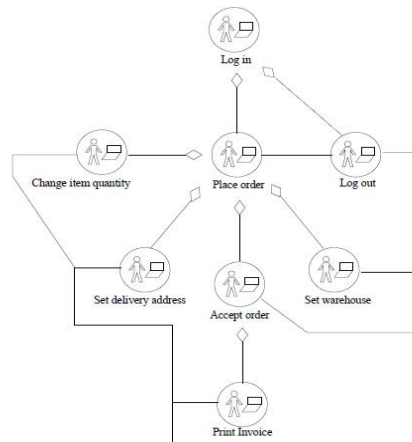 Log in
Change item quantity
Place order
Log out
Set delivery address
Accept order
Set warehouse
Print Invoice